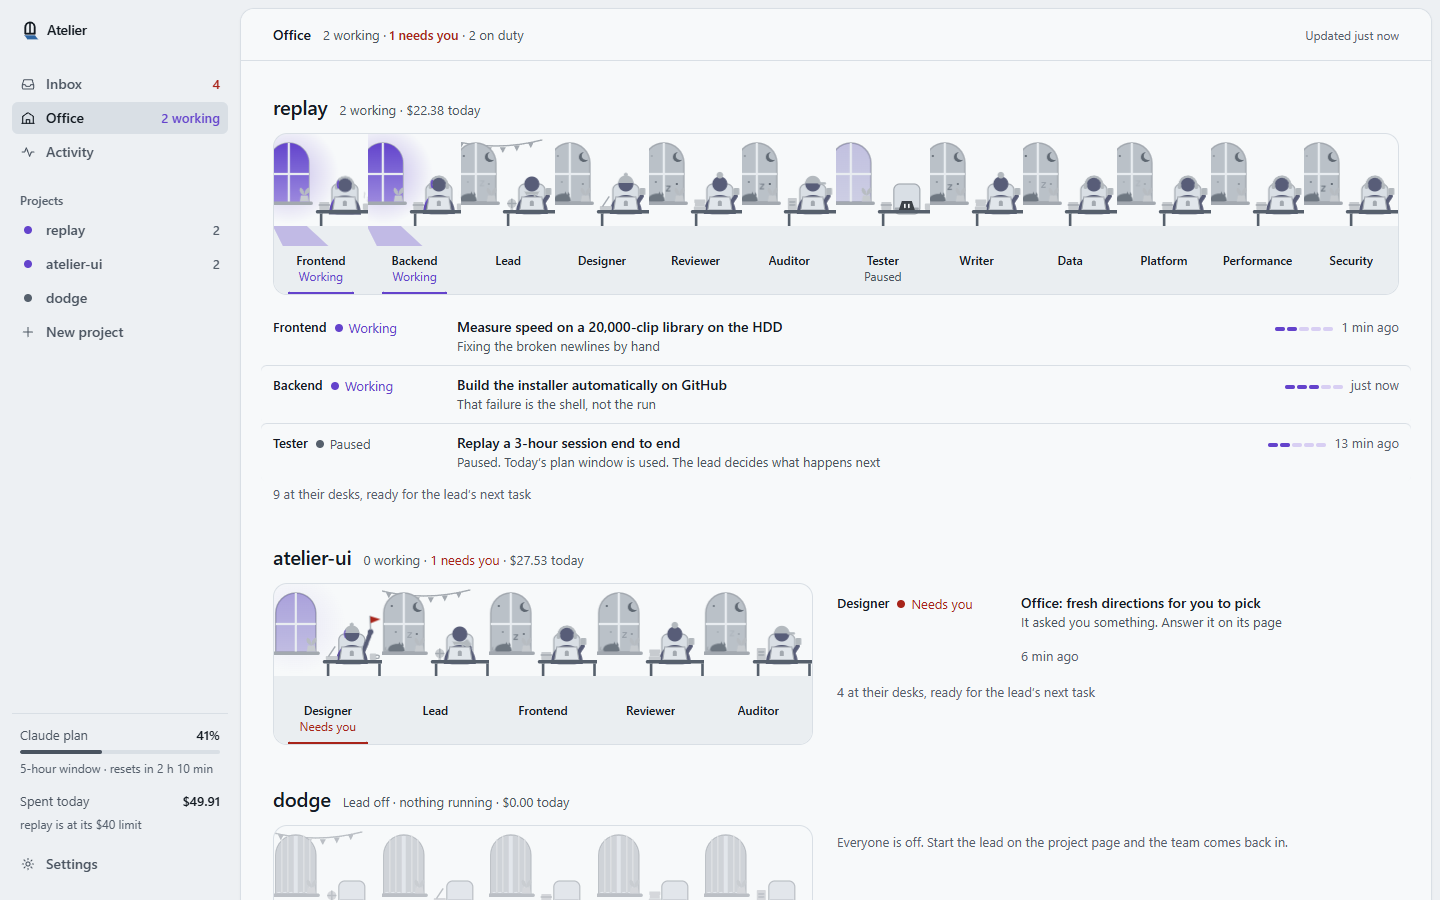 Atelier
Inbox 4
Office 2 working
Activity
Projects
replay 2
atelier-ui 2
dodge
New project
Claude plan 41%
5-hour window · resets in 2 h 10 min
Spent today $49.91
replay is at its $40 limit
Settings
Office 2 working · 1 needs you · 2 on duty
Updated just now
replay 2 working · $22.38 today
Frontend Backend Lead Designer Reviewer Auditor Tester Writer Data Platform Performance Security
Working Working Paused
Frontend Working Measure speed on a 20,000-clip library on the HDD 1 min ago
Fixing the broken newlines by hand
Backend Working Build the installer automatically on GitHub just now
That failure is the shell, not the run
Tester Paused Replay a 3-hour session end to end 13 min ago
Paused. Today's plan window is used. The lead decides what happens next
9 at their desks, ready for the lead's next task
atelier-ui 0 working · 1 needs you · $27.53 today
Designer Lead Frontend Reviewer Auditor
Needs you
Designer Needs you Office: fresh directions for you to pick
It asked you something. Answer it on its page
6 min ago
4 at their desks, ready for the lead's next task
dodge Lead off · nothing running · $0.00 today
Everyone is off. Start the lead on the project page and the team comes back in.